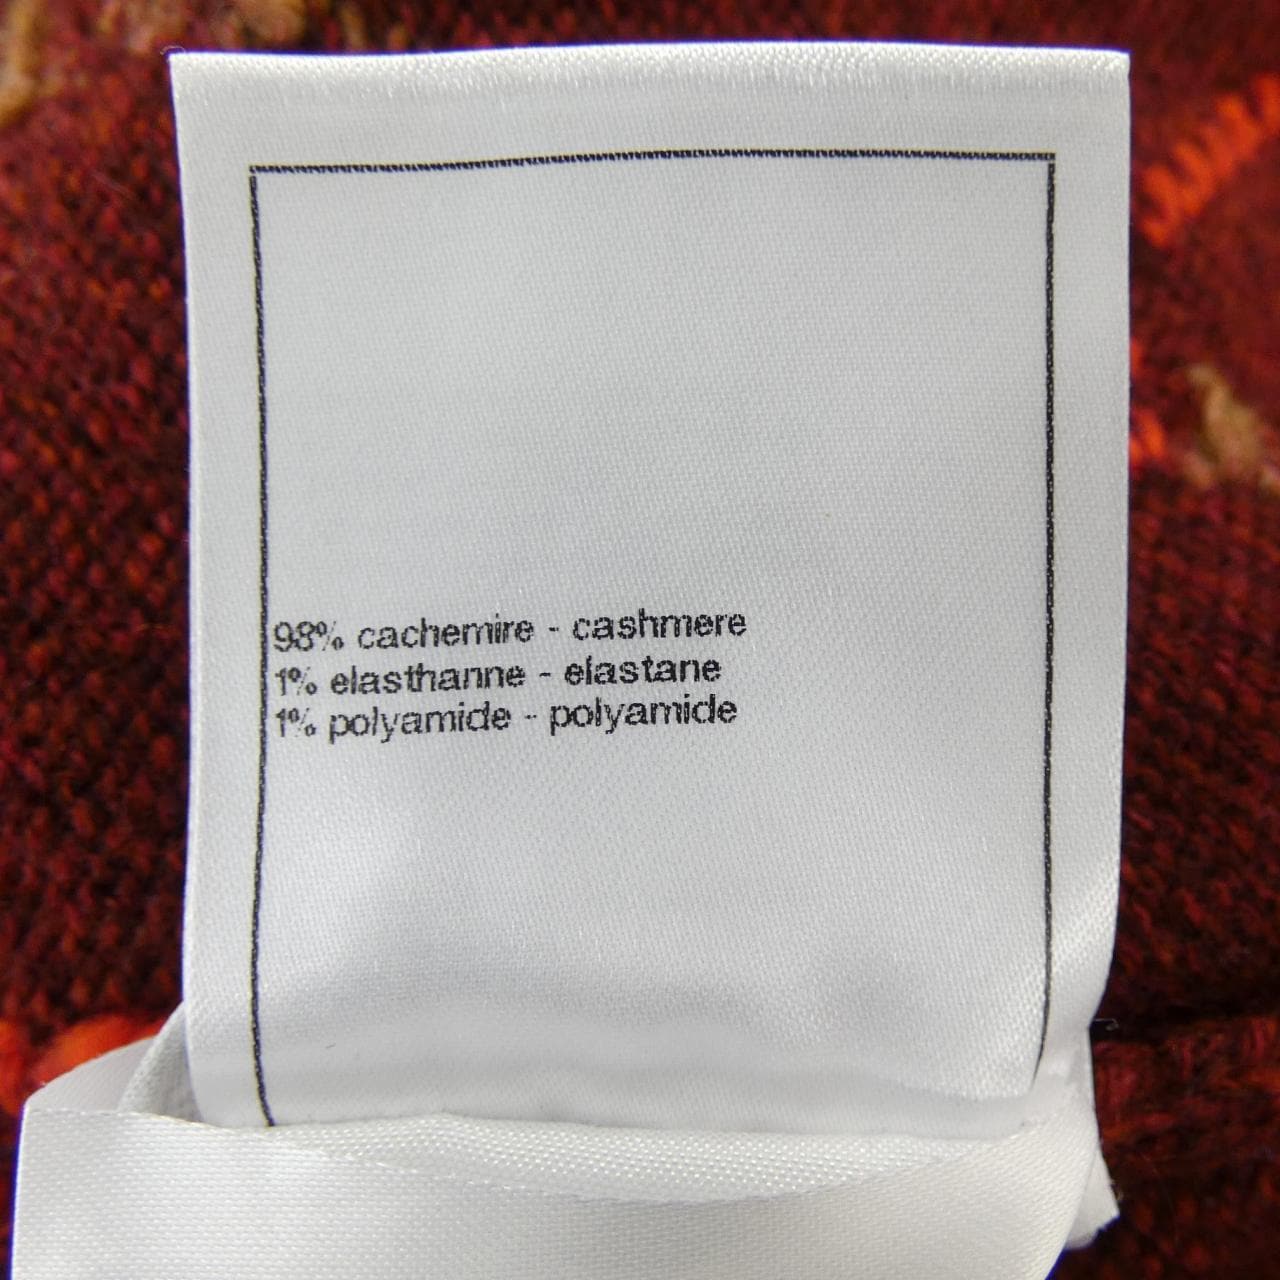 98% cachemire - cashmere
1% elasthanne - elastane
1% polyamide - polyamide